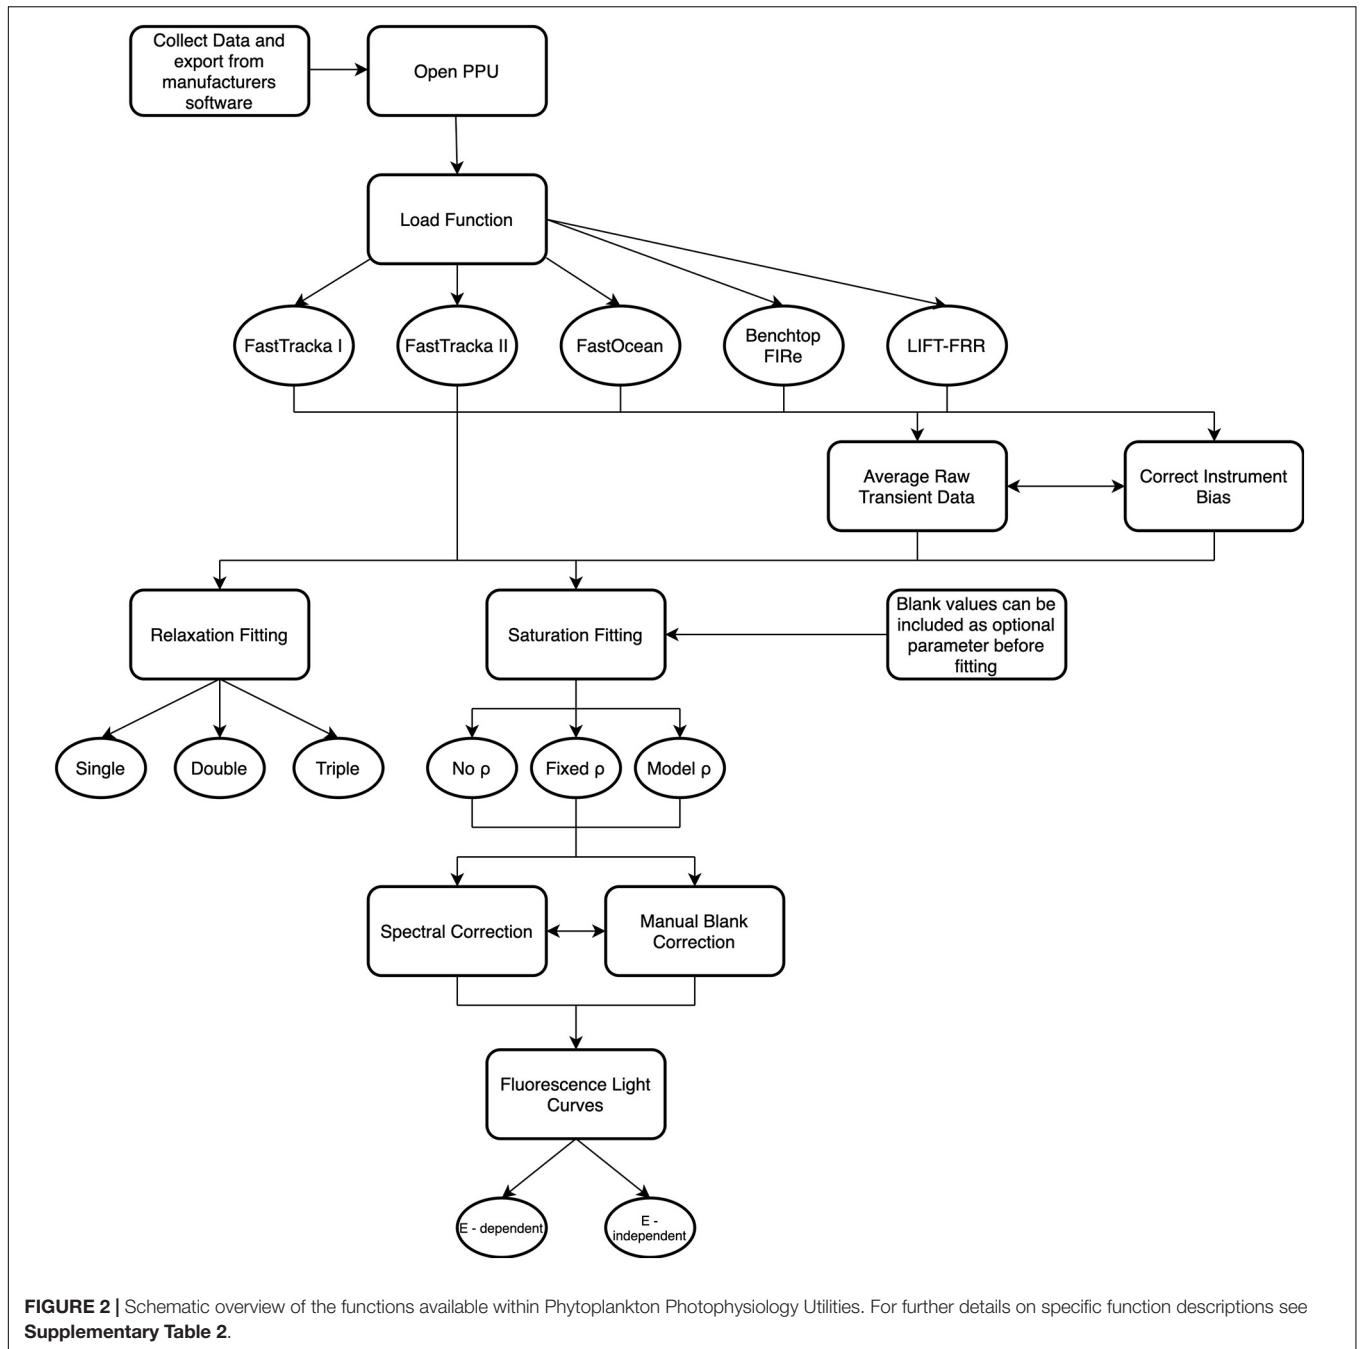 Collect Data and
export from
manufacturers
software
Open PPU
Load Function
FastTracka I
FastTracka II
FastOcean
Benchtop
FIRe
LIFT-FRR
Average Raw
Transient Data
Correct Instrument
Bias
Relaxation Fitting
Saturation Fitting
Blank values can be
included as optional
parameter before
fitting
Single
Double
Triple
No ρ
Fixed ρ
Model ρ
Spectral Correction
Manual Blank
Correction
Fluorescence Light
Curves
E - dependent
E -
independent
FIGURE 2 | Schematic overview of the functions available within Phytoplankton Photophysiology Utilities. For further details on specific function descriptions see
Supplementary Table 2.